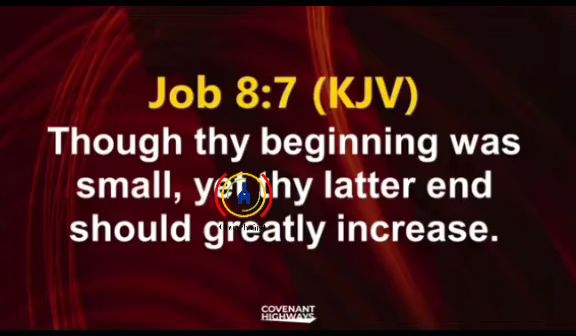 Job 8:7 (KJV)
Though thy beginning was
small, yet thy latter end
should greatly increase.
COVENANT
HIGHWAYS